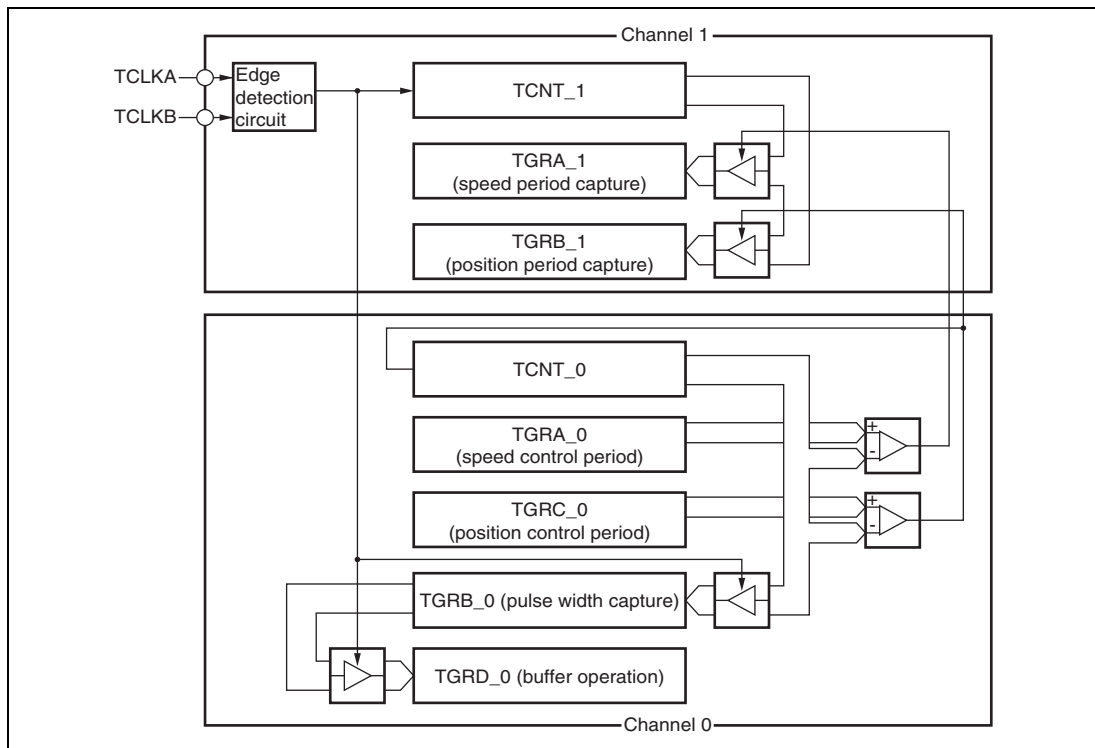 Channel 1
TCLKA
TCLKB
Edge
detection
circuit
TCNT_1
TGRA_1
(speed period capture)
TGRB_1
(position period capture)
TCNT_0
TGRA_0
(speed control period)
+
-
TGRC_0
(position control period)
+
-
TGRB_0 (pulse width capture)
TGRD_0 (buffer operation)
Channel 0